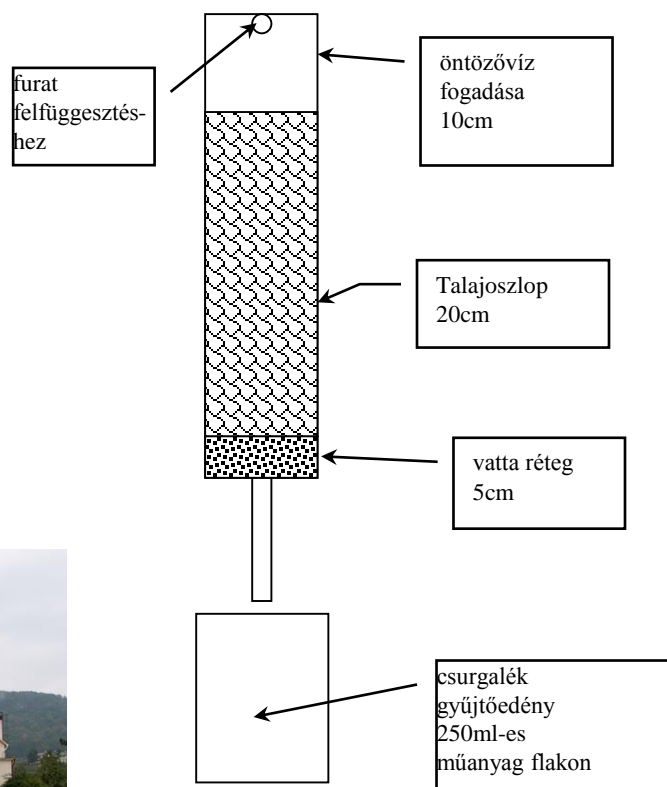 furat
felfüggesztés-
hez
öntözővíz
fogadása
10cm
Talajoszlop
20cm
vatta réteg
5cm
csurgalék
gyűjtőedény
250ml-es
műanyag flakon